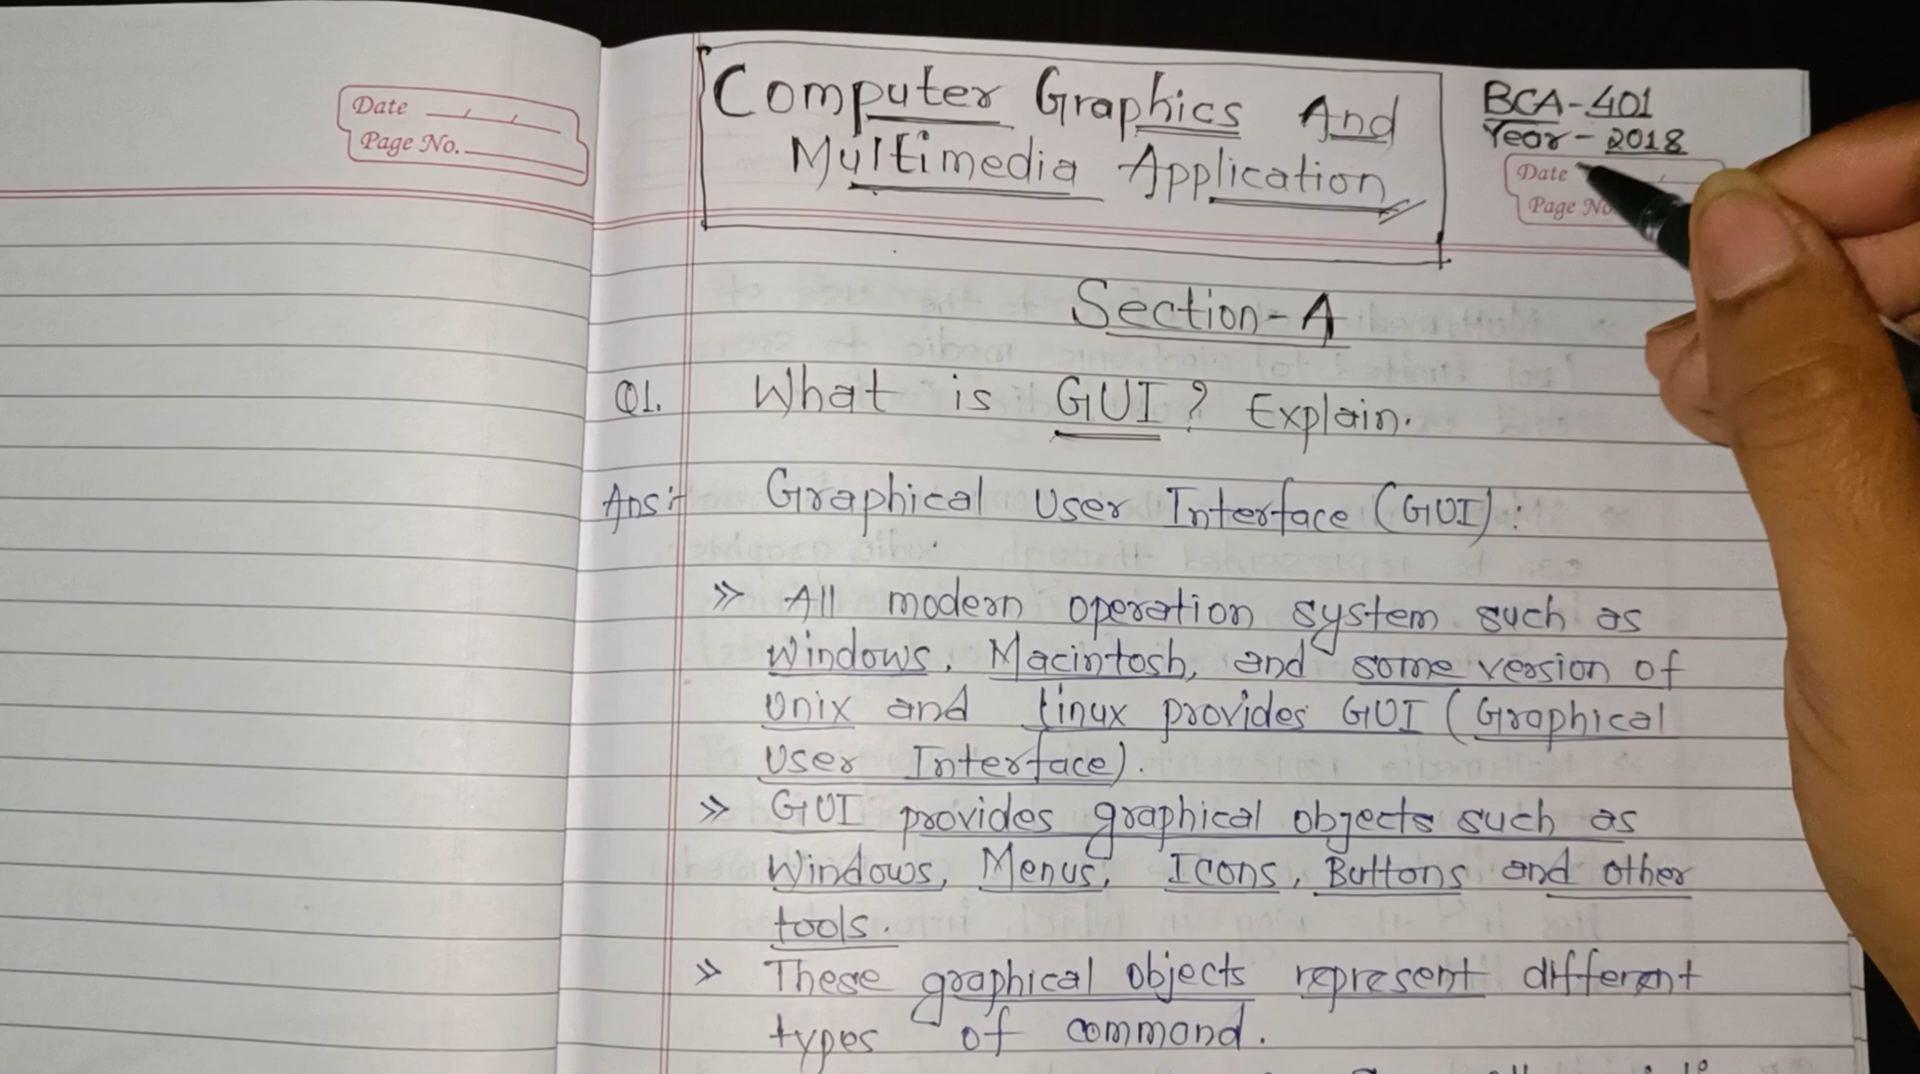 Date
Page No.
Computer Graphics And
Multimedia Application
BCA-401
Year-2018
Date
Page No.
Section-A
Q1. What is GUI? Explain.
Ans:- Graphical User Interface (GUI):
>> All modern operation system such as
Windows, Macintosh, and some version of
Unix and Linux provides GUI (Graphical
User Interface).
>> GUI provides graphical objects such as
Windows, Menus, Icons, Buttons and other
tools.
>> These graphical objects represent different
types of command.